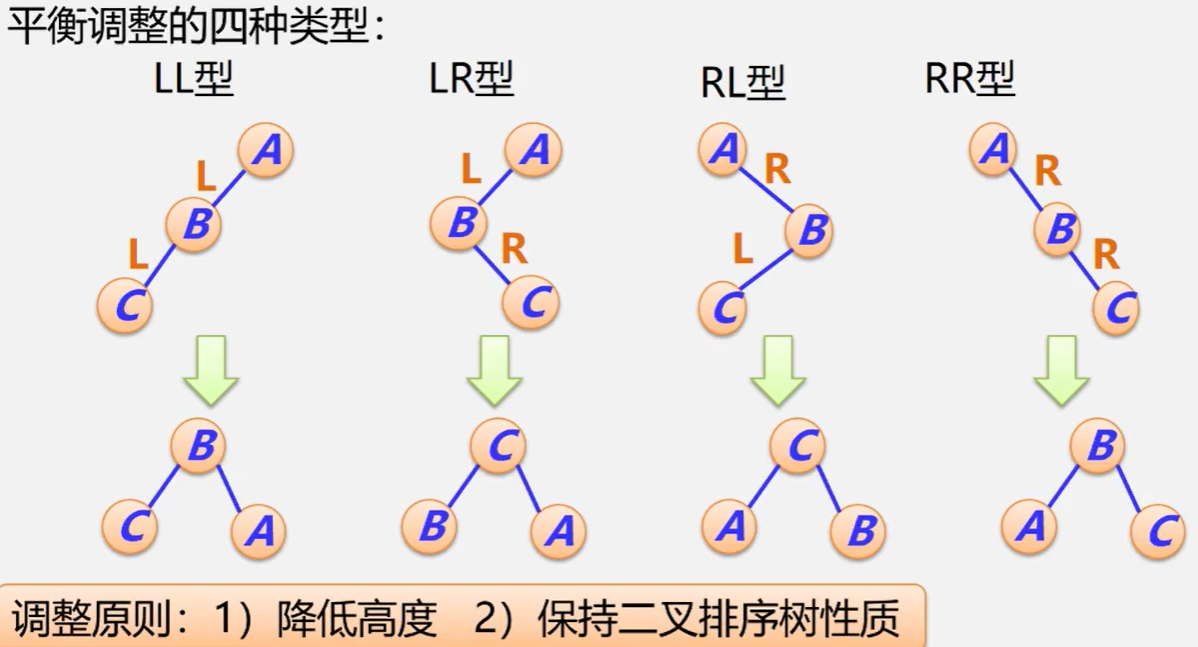 平衡调整的四种类型：
LL型 LR型 RL型 RR型
A A A A
L L R R
B B B B
L R L R
C C C C
B C C B
C A B A A B A C
调整原则：1）降低高度 2）保持二叉排序树性质